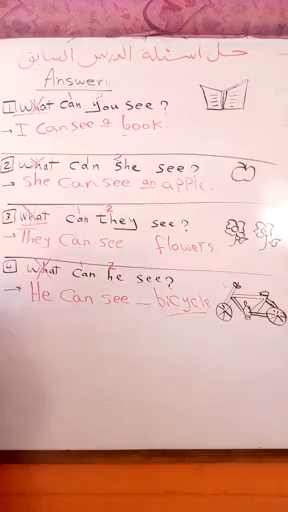 حل اسئلة الدرس السابق
Answer:
1 What can you see?
→ I can see a book.
2 What can she see?
→ She can see an apple.
3 What can they see?
→ They can see flowers.
4 What can he see?
→ He can see _ bicycle